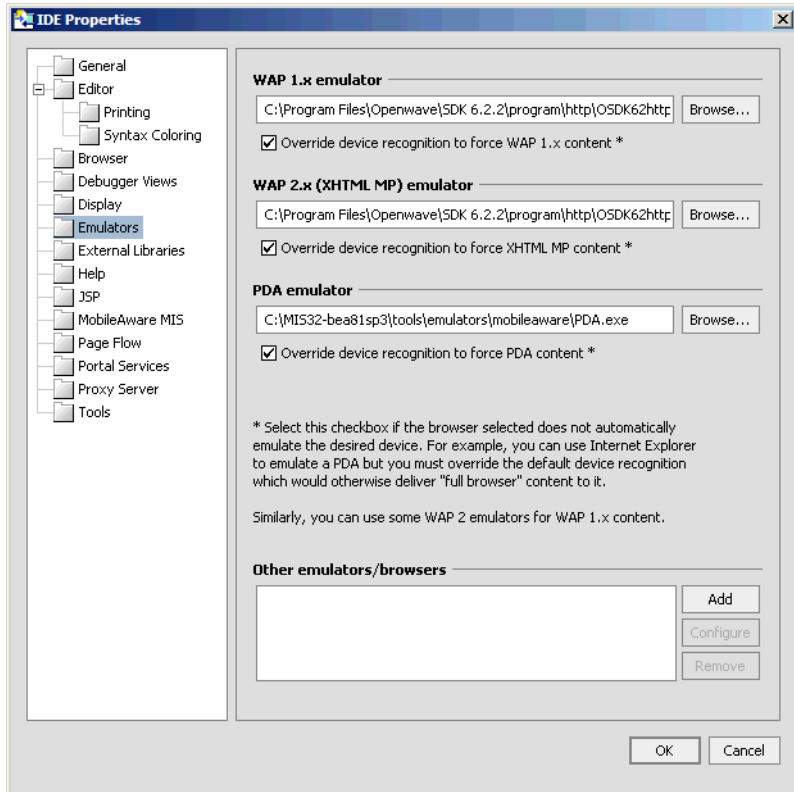 IDE Properties
General
Editor
Printing
Syntax Coloring
Browser
Debugger Views
Display
Emulators
External Libraries
Help
JSP
MobileAware MIS
Page Flow
Portal Services
Proxy Server
Tools
WAP 1.x emulator
C:\Program Files\Openwave\SDK 6.2.2\program\http\OSDK62http Browse...
Override device recognition to force WAP 1.x content *
WAP 2.x (XHTML MP) emulator
C:\Program Files\Openwave\SDK 6.2.2\program\http\OSDK62http Browse...
Override device recognition to force XHTML MP content *
PDA emulator
C:\MIS32-bea81sp3\tools\emulators\mobileaware\PDA.exe Browse...
Override device recognition to force PDA content *
* Select this checkbox if the browser selected does not automatically
emulate the desired device. For example, you can use Internet Explorer
to emulate a PDA but you must override the default device recognition
which would otherwise deliver "full browser" content to it.
Similarly, you can use some WAP 2 emulators for WAP 1.x content.
Other emulators/browsers
Add
Configure
Remove
OK Cancel